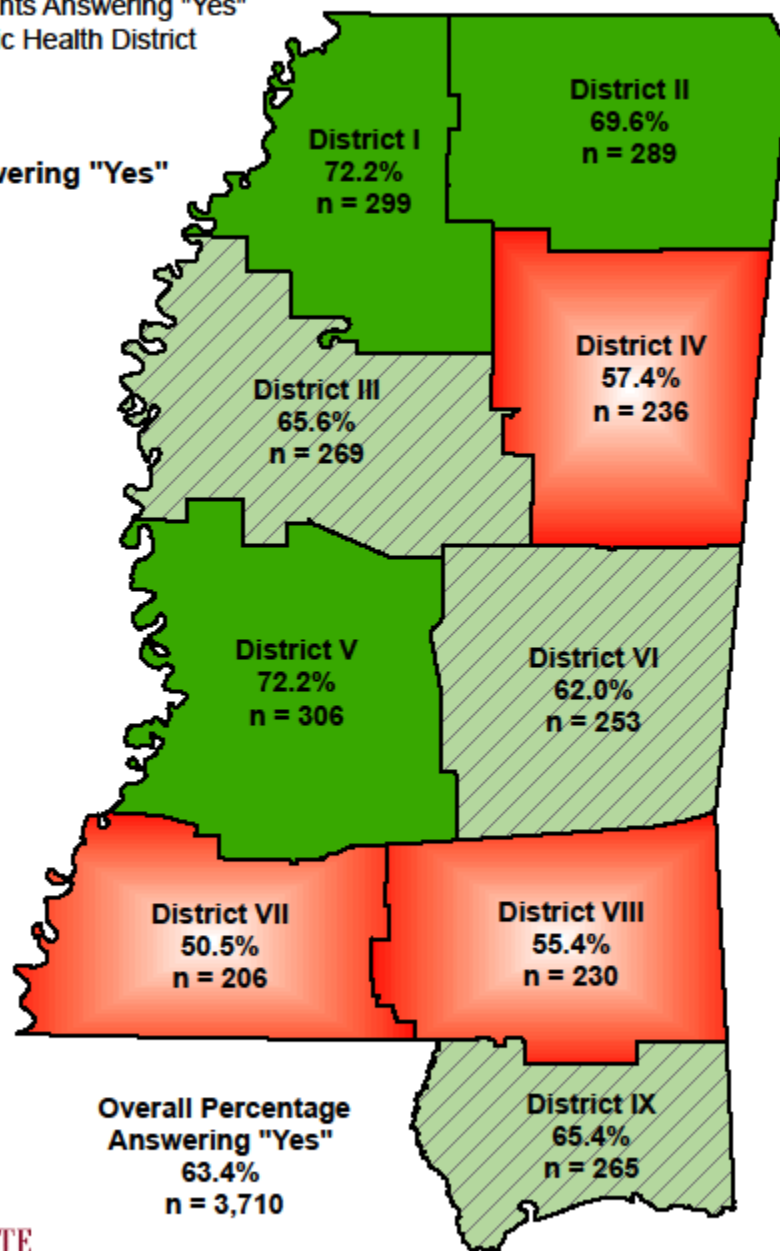 nts Answering "Yes"
ic Health District
vering "Yes"
District I
72.2%
n = 299
District II
69.6%
n = 289
District III
65.6%
n = 269
District IV
57.4%
n = 236
District V
72.2%
n = 306
District VI
62.0%
n = 253
District VII
50.5%
n = 206
District VIII
55.4%
n = 230
District IX
65.4%
n = 265
Overall Percentage
Answering "Yes"
63.4%
n = 3,710
TE